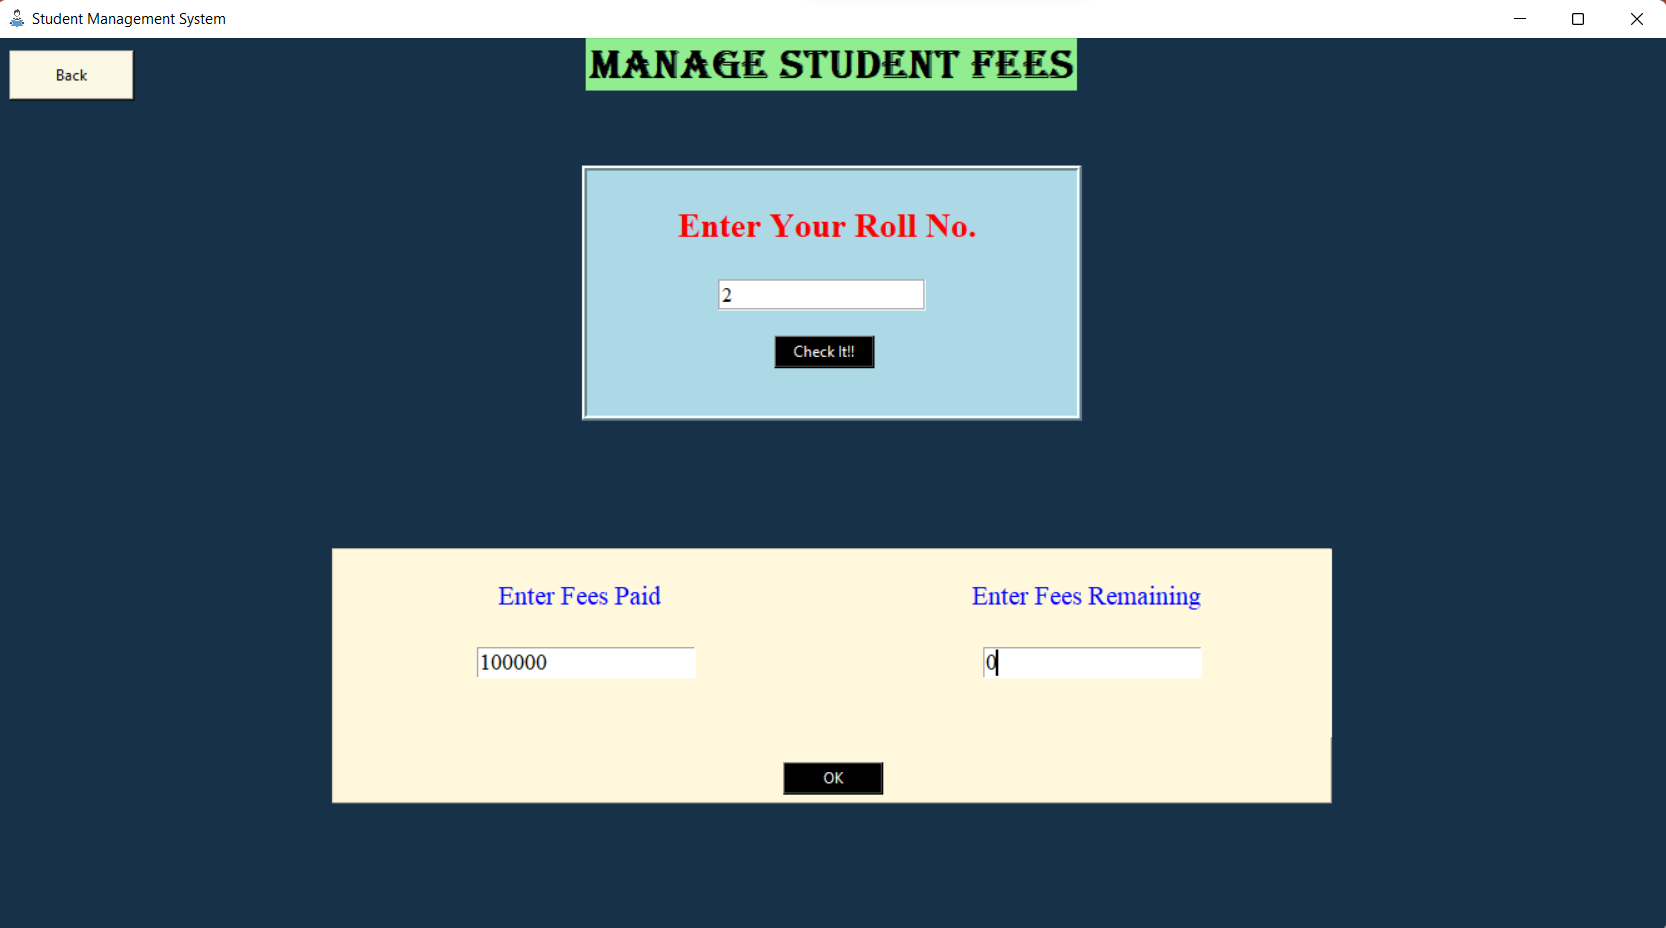 Student Management System
Back
MANAGE STUDENT FEES
Enter Your Roll No.
2
Check It!!
Enter Fees Paid
Enter Fees Remaining
100000
0
OK